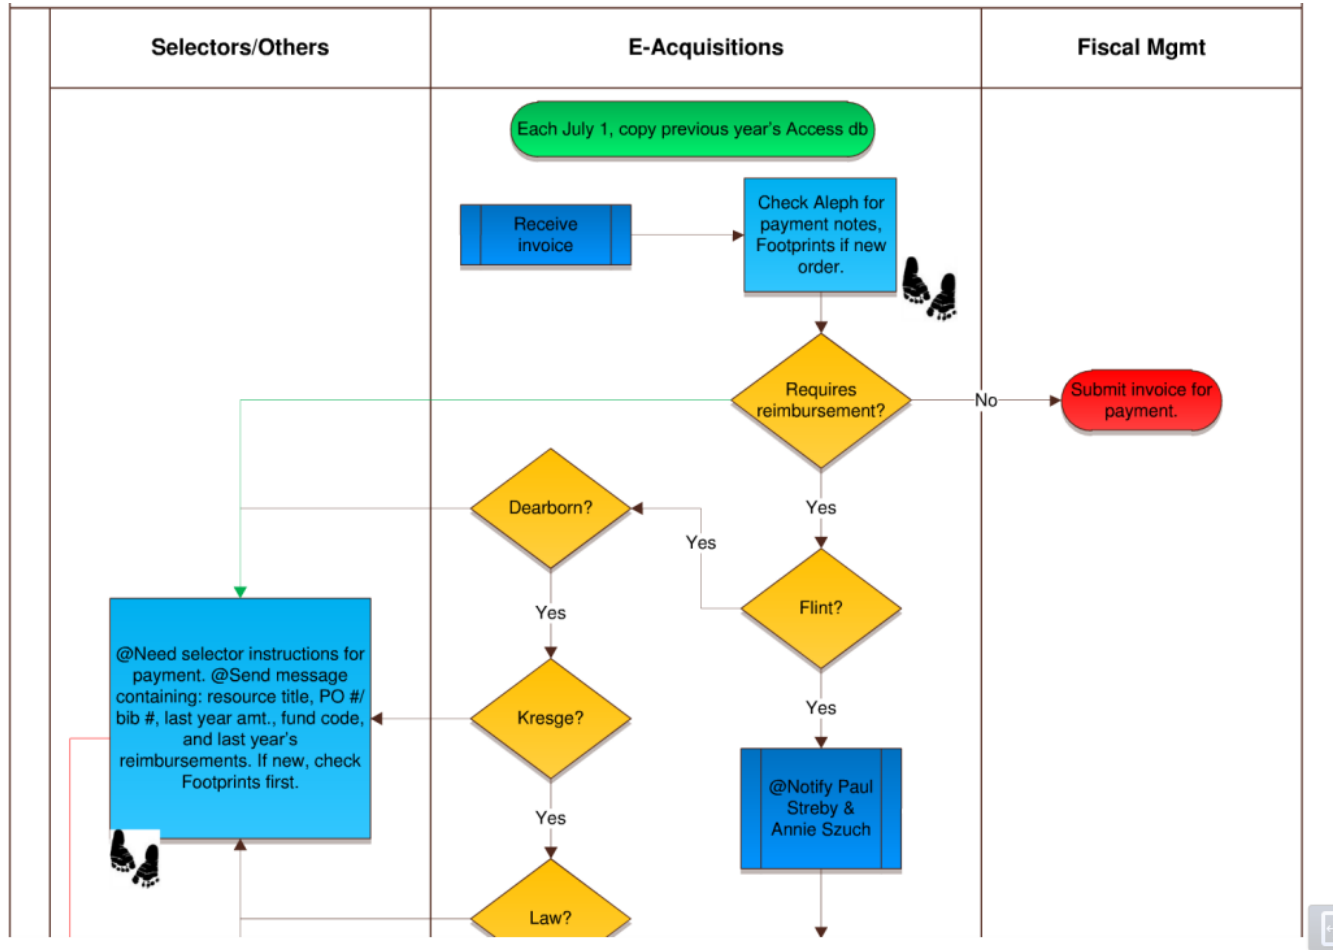 Selectors/Others
E-Acquisitions
Fiscal Mgmt
Each July 1, copy previous year's Access db
Receive
invoice
Check Aleph for
payment notes,
Footprints if new
order.
Requires
reimbursement?
No
Submit invoice for
payment.
Yes
Dearborn?
Yes
Flint?
Yes
@Need selector instructions for
payment. @Send message
containing: resource title, PO #/
bib #, last year amt., fund code,
and last year's
reimbursements. If new, check
Footprints first.
Kresge?
Yes
@Notify Paul
Streby &
Annie Szuch
Yes
Law?